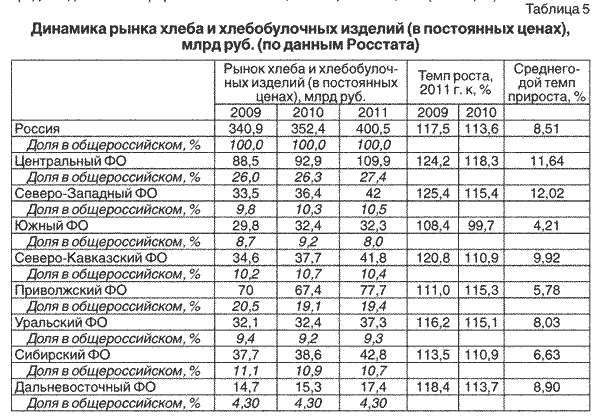 Таблица 5
Динамика рынка хлеба и хлебобулочных изделий (в постоянных ценах),
млрд руб. (по данным Росстата)
Рынок хлеба и хлебобулоч- Темп роста, Среднего-
ных изделий (в постоянных 2011 г. к, % дой темп
ценах), млрд руб. прироста, %
2009 2010 2011 2009 2010
Россия 340,9 352,4 400,5 117,5 113,6 8,51
Доля в общероссийском, % 100,0 100,0 100,0
Центральный ФО 88,5 92,9 109,9 124,2 118,3 11,64
Доля в общероссийском, % 26,0 26,3 27,4
Северо-Западный ФО 33,5 36,4 42 125,4 115,4 12,02
Доля в общероссийском, % 9,8 10,3 10,5
Южный ФО 29,8 32,4 32,3 108,4 99,7 4,21
Доля в общероссийском, % 8,7 9,2 8,0
Северо-Кавказский ФО 34,6 37,7 41,8 120,8 110,9 9,92
Доля в общероссийском, % 10,2 10,7 10,4
Приволжский ФО 70 67,4 77,7 111,0 115,3 5,78
Доля в общероссийском, % 20,5 19,1 19,4
Уральский ФО 32,1 32,4 37,3 116,2 115,1 8,03
Доля в общероссийском, % 9,4 9,2 9,3
Сибирский ФО 37,7 38,6 42,8 113,5 110,9 6,63
Доля в общероссийском, % 11,1 10,9 10,7
Дальневосточный ФО 14,7 15,3 17,4 118,4 113,7 8,90
Доля в общероссийском, % 4,30 4,30 4,30